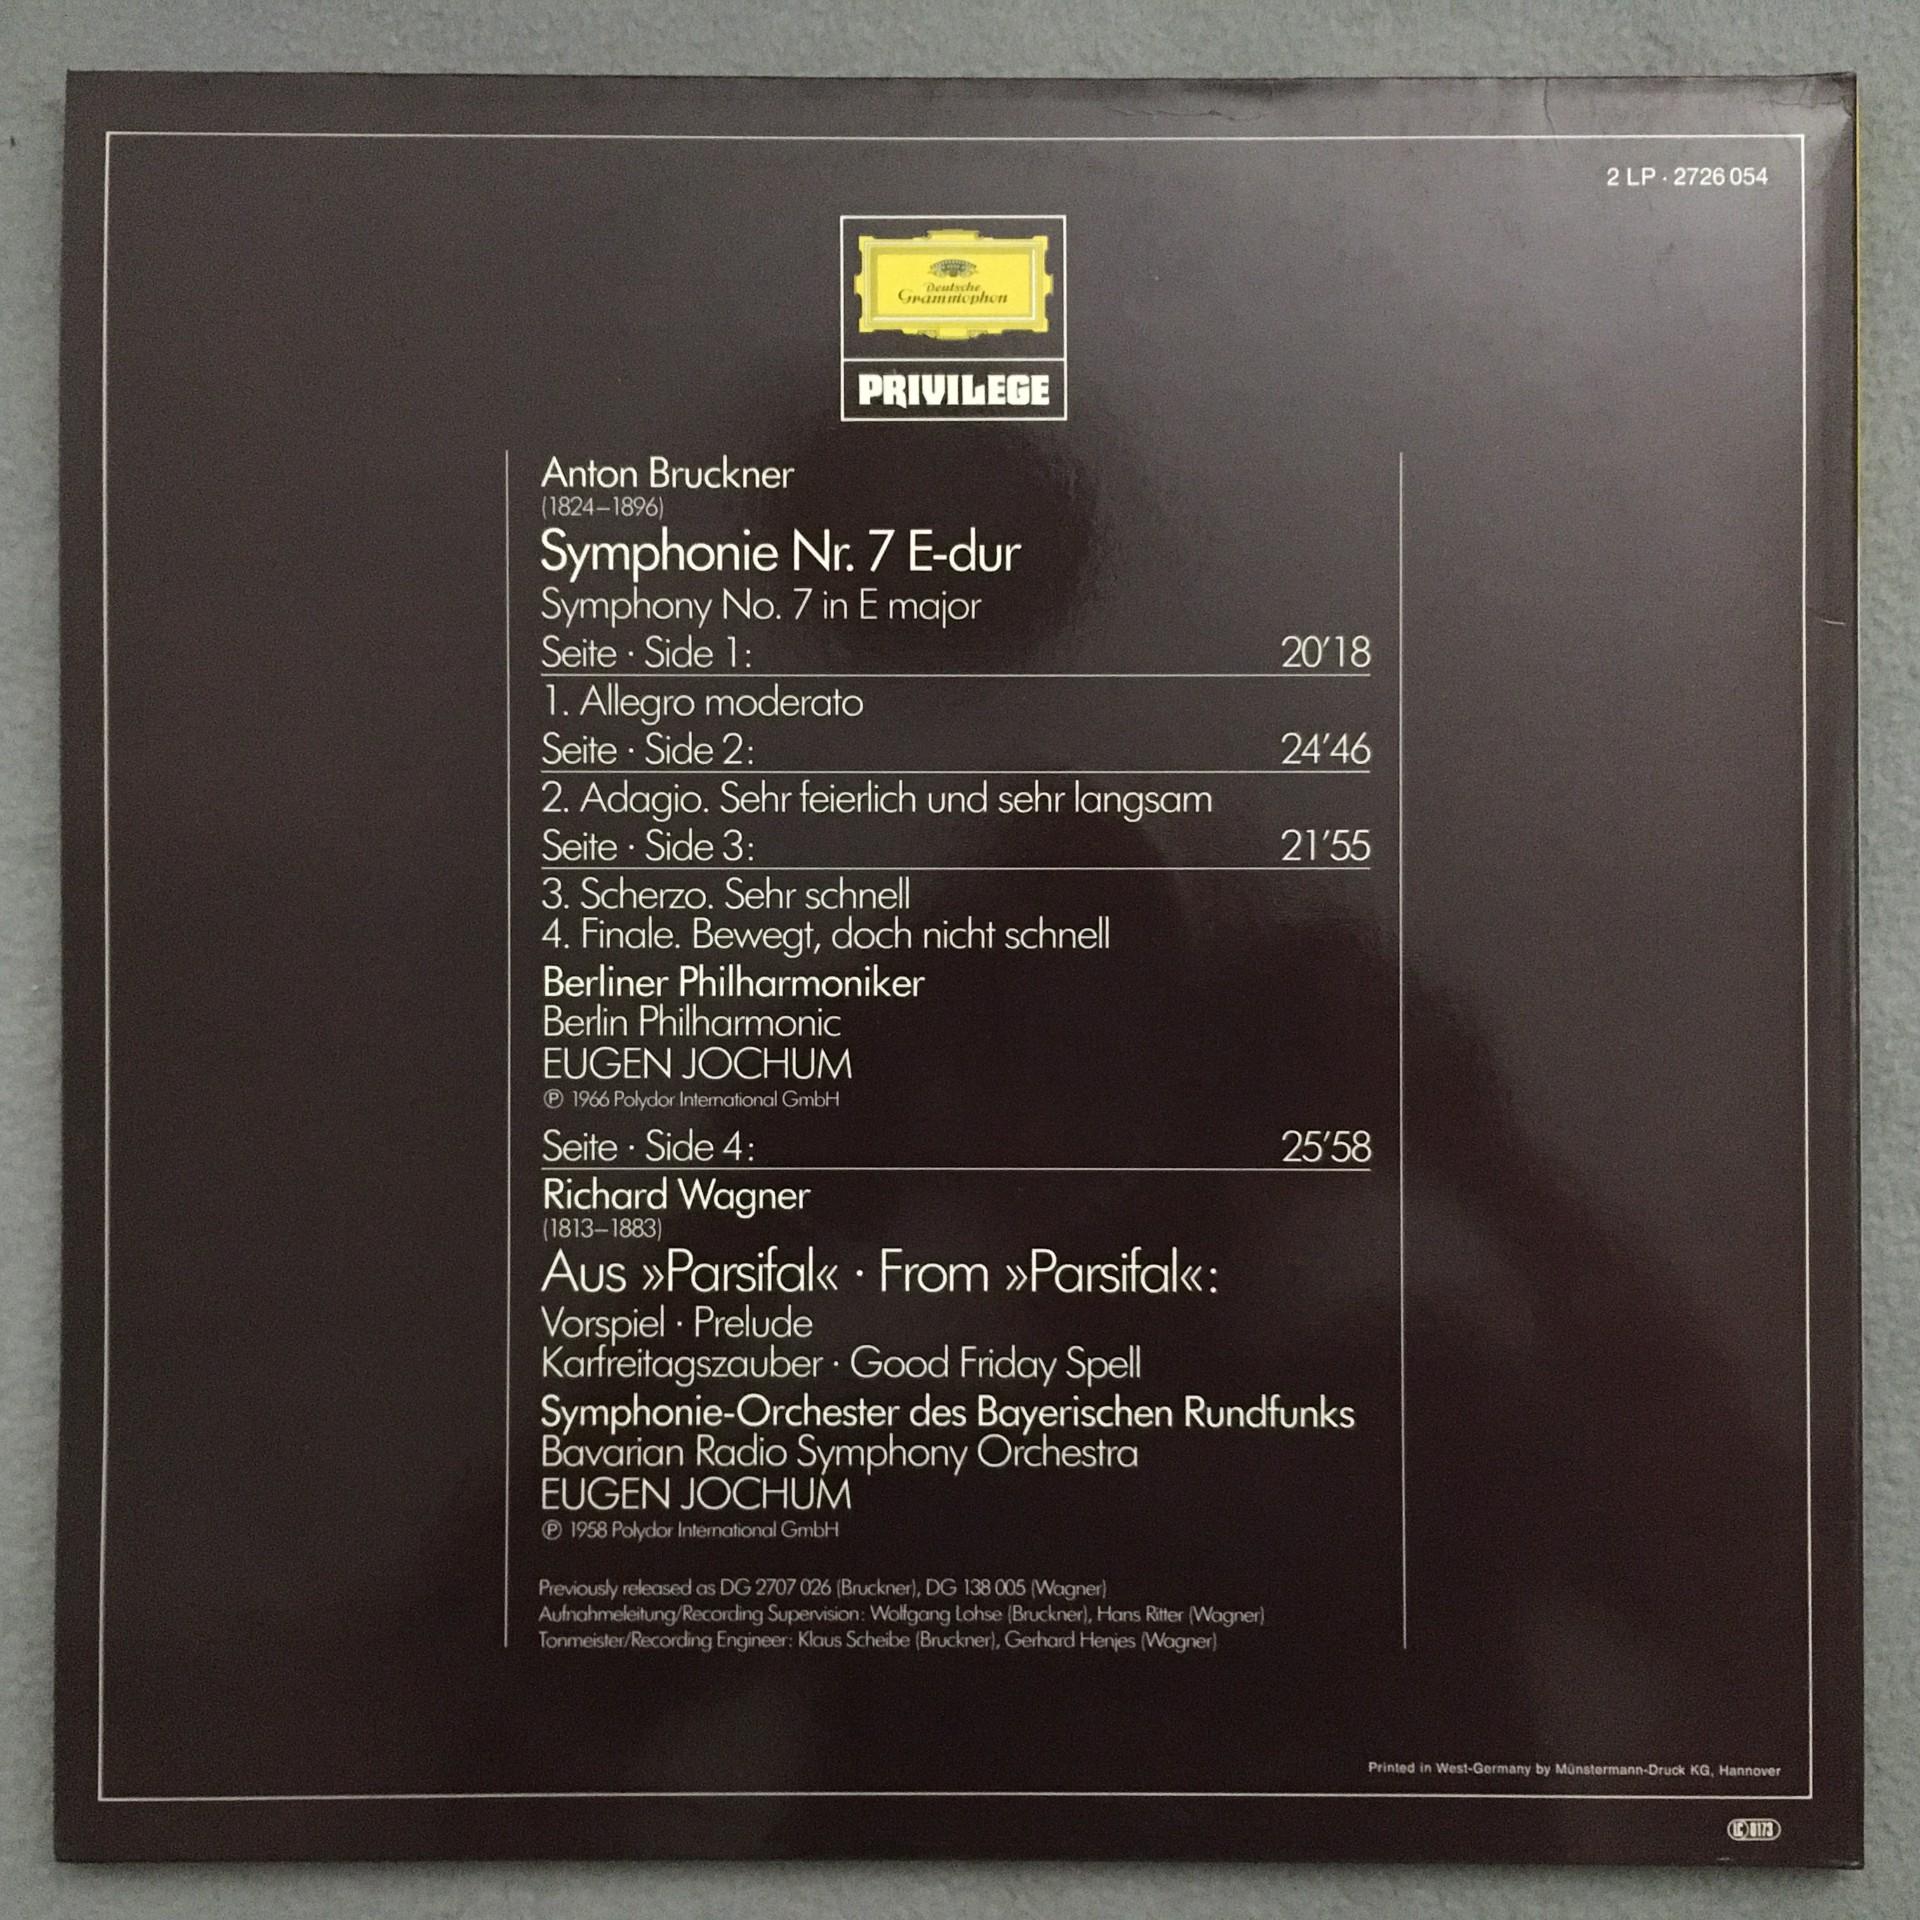 2 LP · 2726 054
Deutsche
Grammophon
PRIVILEGE
Anton Bruckner
(1824–1896)
Symphonie Nr. 7 E-dur
Symphony No. 7 in E major
Seite · Side 1: 20′18
1. Allegro moderato
Seite · Side 2: 24′46
2. Adagio. Sehr feierlich und sehr langsam
Seite · Side 3: 21′55
3. Scherzo. Sehr schnell
4. Finale. Bewegt, doch nicht schnell
Berliner Philharmoniker
Berlin Philharmonic
EUGEN JOCHUM
℗ 1966 Polydor International GmbH
Seite · Side 4: 25′58
Richard Wagner
(1813–1883)
Aus »Parsifal« · From »Parsifal«:
Vorspiel · Prelude
Karfreitagszauber · Good Friday Spell
Symphonie-Orchester des Bayerischen Rundfunks
Bavarian Radio Symphony Orchestra
EUGEN JOCHUM
℗ 1958 Polydor International GmbH
Previously released as DG 2707 026 (Bruckner), DG 138 005 (Wagner)
Aufnahmeleitung/Recording Supervision: Wolfgang Lohse (Bruckner), Hans Ritter (Wagner)
Tonmeister/Recording Engineer: Klaus Scheibe (Bruckner), Gerhard Henjes (Wagner)
Printed in West-Germany by Münstermann-Druck KG, Hannover
LC 0173